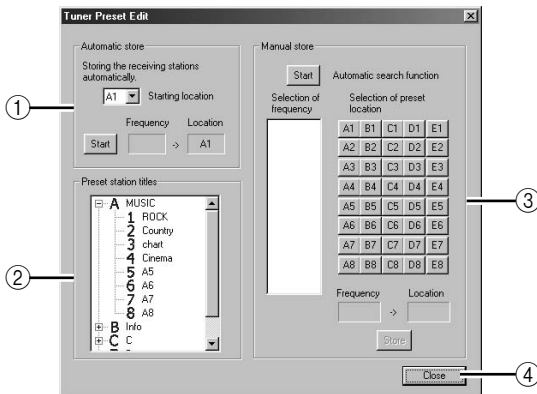 Tuner Preset Edit
Automatic store
Storing the receiving stations
automatically.
A1 Starting location
Frequency Location
Start -> A1
Preset station titles
A MUSIC
1 ROCK
2 Country
3 chart
4 Cinema
5 A5
6 A6
7 A7
8 A8
B Info
C C
Manual store
Start Automatic search function
Selection of
frequency
Selection of preset
location
A1 B1 C1 D1 E1
A2 B2 C2 D2 E2
A3 B3 C3 D3 E3
A4 B4 C4 D4 E4
A5 B5 C5 D5 E5
A6 B6 C6 D6 E6
A7 B7 C7 D7 E7
A8 B8 C8 D8 E8
Frequency Location
->
Store
Close
1
2
3
4